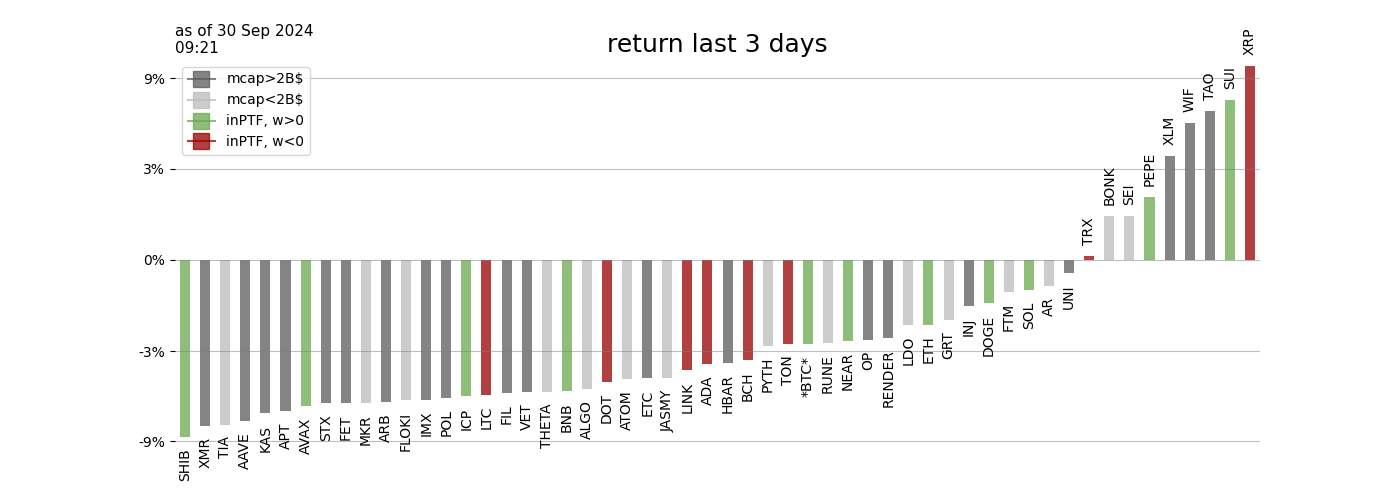 as of 30 Sep 2024
09:21
return last 3 days
mcap>2B$
mcap<2B$
inPTF, w>0
inPTF, w<0
9%
3%
0%
-3%
-9%
SHIB
XMR
TIA
AAVE
KAS
APT
AVAX
STX
FET
MKR
ARB
FLOKI
IMX
POL
ICP
LTC
FIL
VET
THETA
BNB
ALGO
DOT
ATOM
ETC
JASMY
LINK
ADA
HBAR
BCH
PYTH
TON
*BTC*
RUNE
NEAR
OP
RENDER
LDO
ETH
GRT
INJ
DOGE
FTM
SOL
AR
UNI
TRX
BONK
SEI
PEPE
XLM
WIF
TAO
SUI
XRP